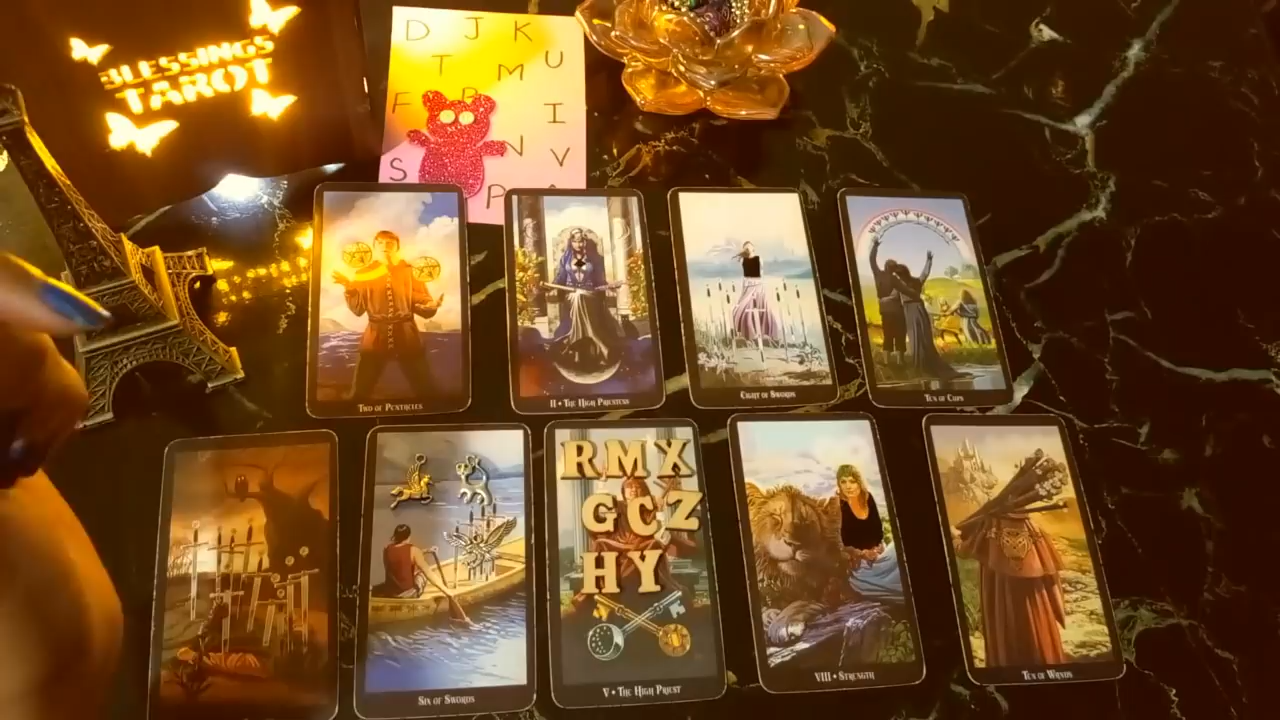 BLESSINGS
TAROT
D J K
T M U
F B I
N
S V
P
TWO OF PENTACLES
II • THE HIGH PRIESTESS
EIGHT OF SWORDS
TEN OF CUPS
RMX
GCZ
HY
SIX OF SWORDS
V • THE HIGH PRIEST
VIII • STRENGTH
TEN OF WANDS